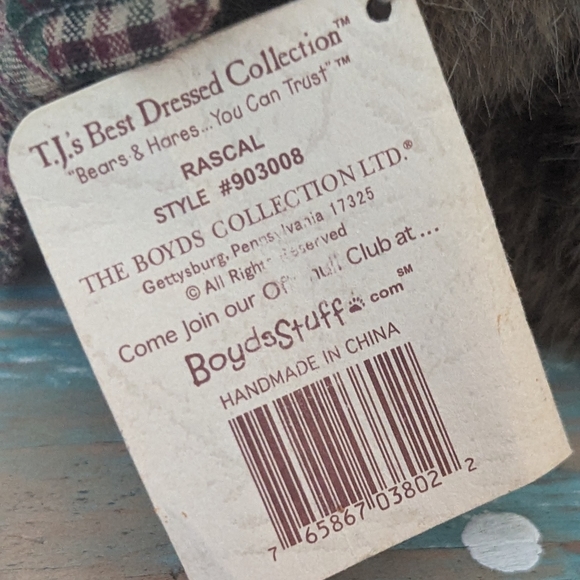 T.J.'s Best Dressed Collection™
"Bears & Hares...You Can Trust"™
RASCAL
STYLE #903008
THE BOYDS COLLECTION LTD.®
Gettysburg, Pennsylvania 17325
© All Rights Reserved
Come Join our Club at ...
BoydsStuff.com℠
HANDMADE IN CHINA
7 65867 03802 2